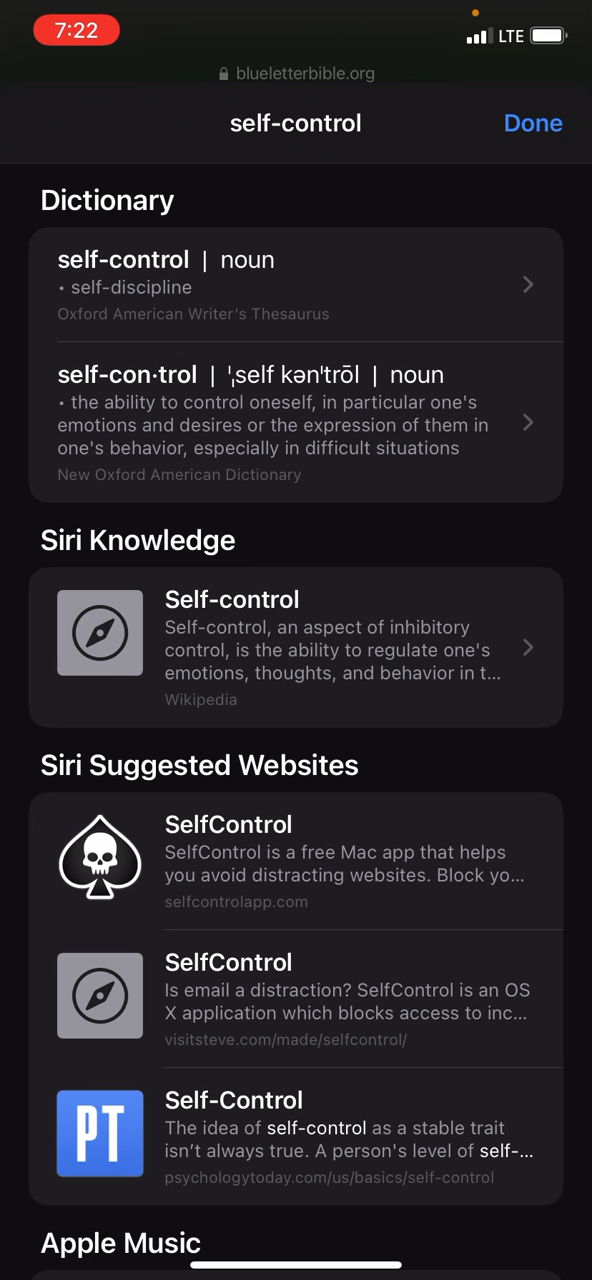 7:22
LTE
blueletterbible.org
self-control
Done
Dictionary
self-control | noun
• self-discipline
Oxford American Writer's Thesaurus
self-con·trol | ˈˌself kənˈtrōl | noun
• the ability to control oneself, in particular one's
emotions and desires or the expression of them in
one's behavior, especially in difficult situations
New Oxford American Dictionary
Siri Knowledge
Self-control
Self-control, an aspect of inhibitory
control, is the ability to regulate one's
emotions, thoughts, and behavior in t...
Wikipedia
Siri Suggested Websites
SelfControl
SelfControl is a free Mac app that helps
you avoid distracting websites. Block yo...
selfcontrolapp.com
SelfControl
Is email a distraction? SelfControl is an OS
X application which blocks access to inc...
visitsteve.com/made/selfcontrol/
PT
Self-Control
The idea of self-control as a stable trait
isn’t always true. A person's level of self-...
psychologytoday.com/us/basics/self-control
Apple Music